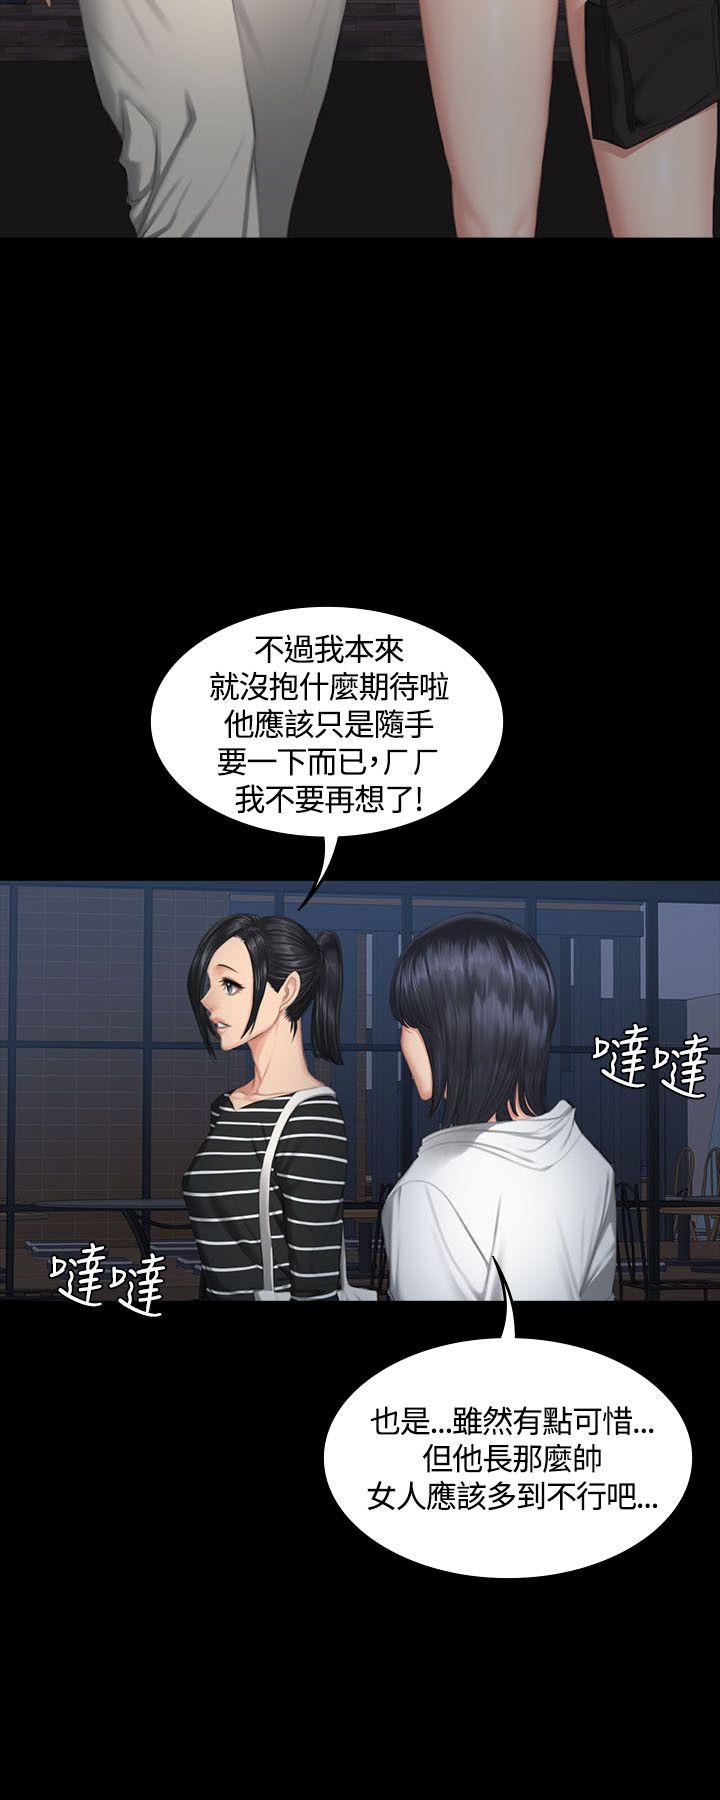 不過我本來
就沒抱什麼期待啦
他應該只是隨手
要一下而已，ㄏㄏ
我不要再想了！
噠噠
噠噠
也是…雖然有點可惜…
但他長那麼帥
女人應該多到不行吧…